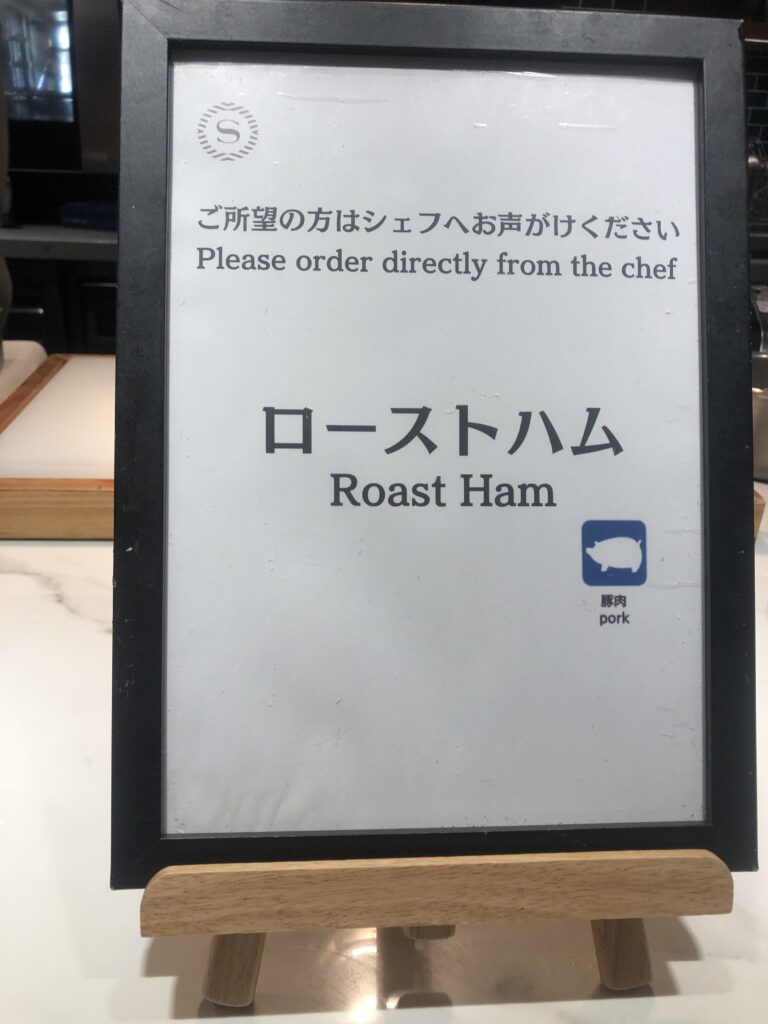 S
ご所望の方はシェフへお声がけください
Please order directly from the chef
ローストハム
Roast Ham
豚肉
pork